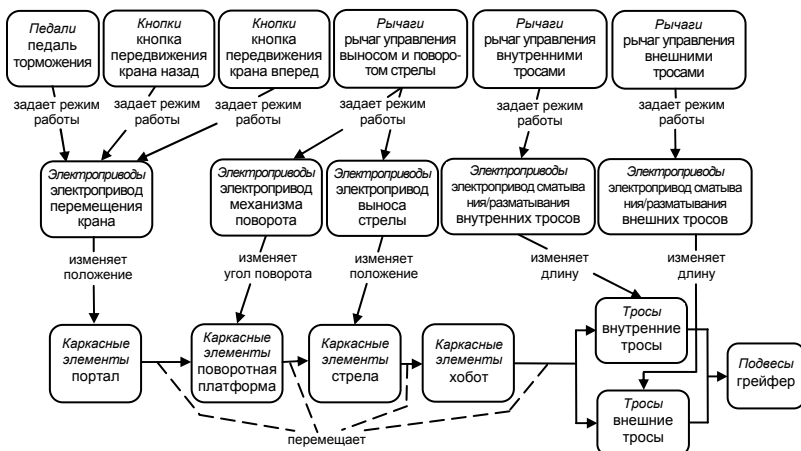 Педали
педаль
торможения
Кнопки
кнопка
передвижения
крана назад
Кнопки
кнопка
передвижения
крана вперед
Рычаги
рычаг управления
выносом и поворо-
том стрелы
Рычаги
рычаг управления
внутренними
тросами
Рычаги
рычаг управления
внешними
тросами
задает режим
работы
задает режим
работы
задает режим
работы
задает режим
работы
задает режим
работы
задает режим
работы
Электроприводы
электропривод
перемещения
крана
Электроприводы
электропривод
механизма
поворота
Электроприводы
электропривод
выноса
стрелы
Электроприводы
электропривод сматыва
ния/разматывания
внутренних тросов
Электроприводы
электропривод сматыва
ния/разматывания
внешних тросов
изменяет
положение
изменяет
угол поворота
изменяет
положение
изменяет
длину
изменяет
длину
Каркасные
элементы
портал
Каркасные
элементы
поворотная
платформа
Каркасные
элементы
стрела
Каркасные
элементы
хобот
Тросы
внутренние
тросы
Тросы
внешние
тросы
Подвесы
грейфер
перемещает